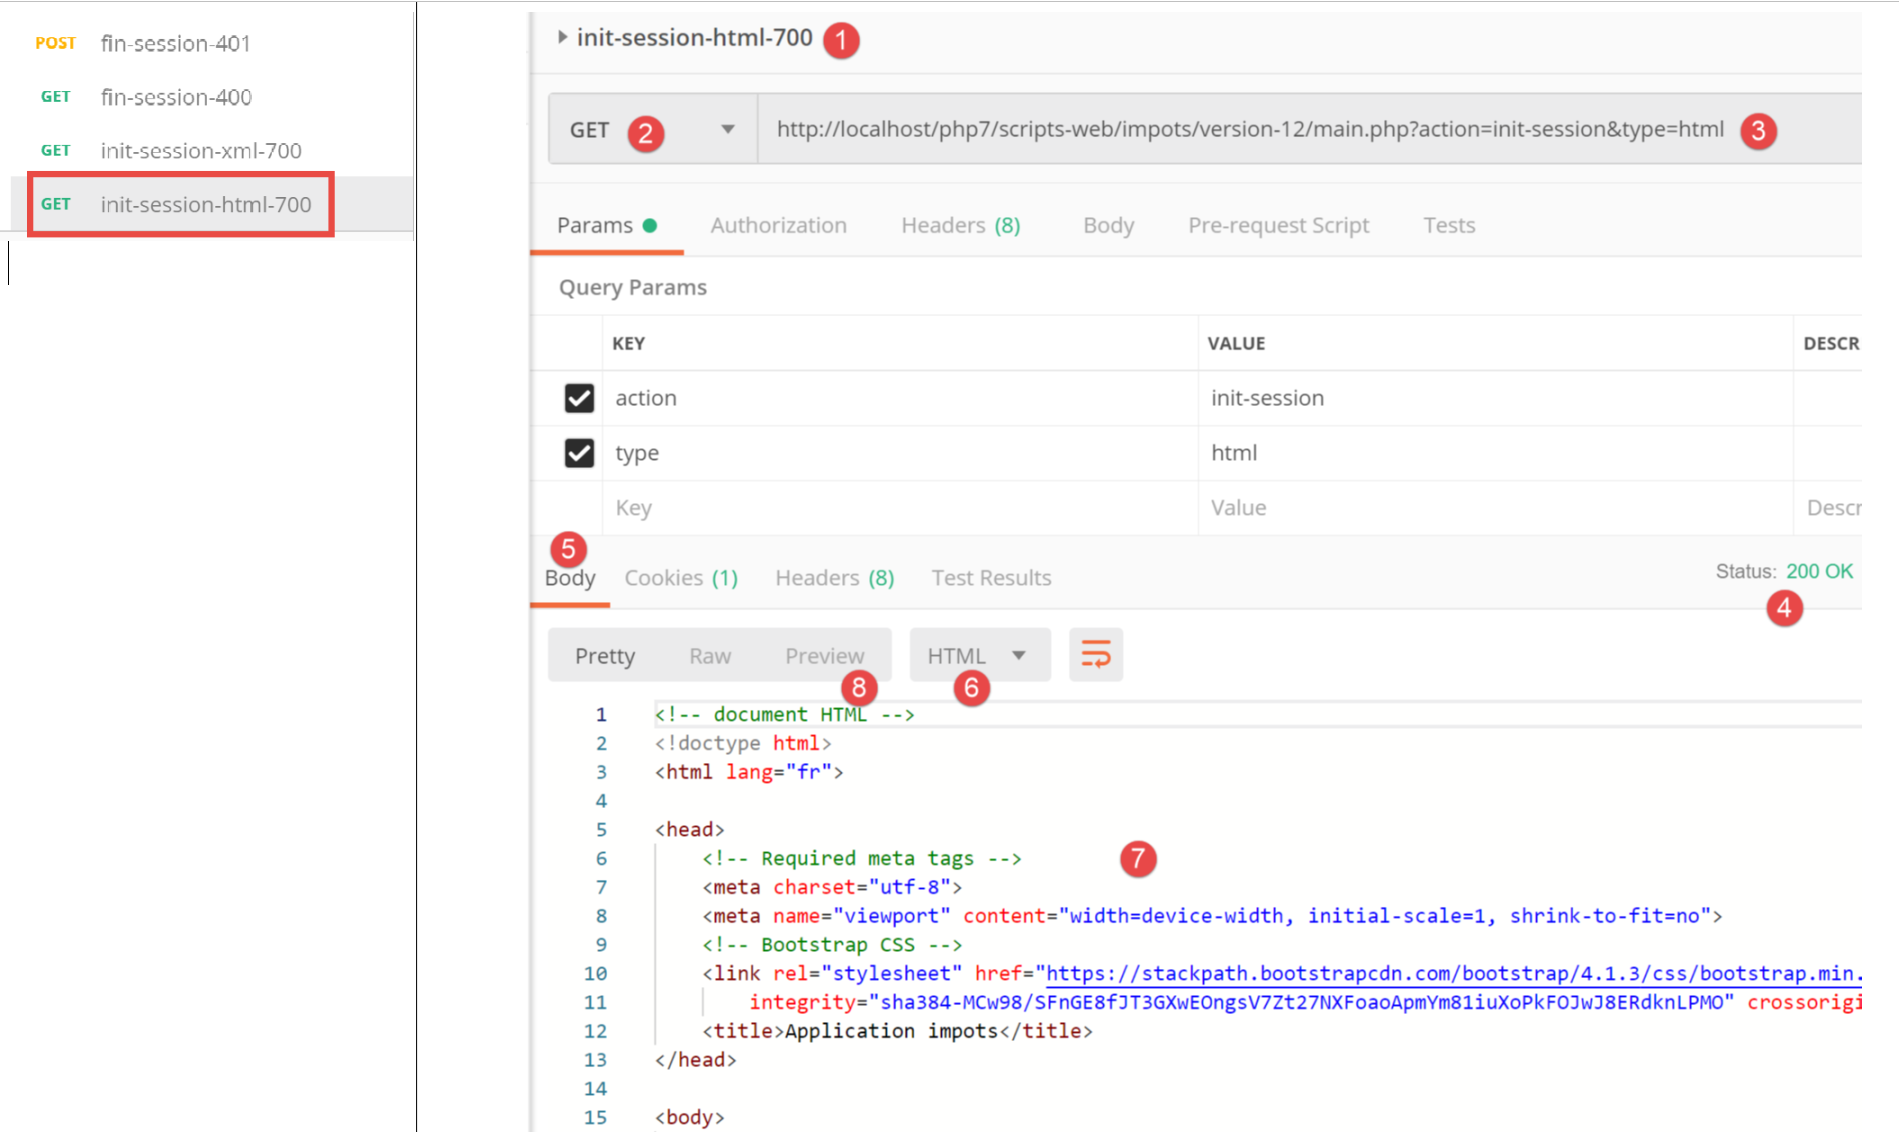 POST fin-session-401
GET fin-session-400
GET init-session-xml-700
GET init-session-html-700
init-session-html-700 1
GET 2 http://localhost/php7/scripts-web/impots/version-12/main.php?action=init-session&type=html 3
Params Authorization Headers (8) Body Pre-request Script Tests
Query Params
KEY VALUE DESCR
action init-session
type html
Key Value Descr
5
Body Cookies (1) Headers (8) Test Results Status: 200 OK
4
Pretty Raw Preview HTML
8 6
1 <!-- document HTML -->
2 <!doctype html>
3 <html lang="fr">
4
5 <head>
6 <!-- Required meta tags --> 7
7 <meta charset="utf-8">
8 <meta name="viewport" content="width=device-width, initial-scale=1, shrink-to-fit=no">
9 <!-- Bootstrap CSS -->
10 <link rel="stylesheet" href="https://stackpath.bootstrapcdn.com/bootstrap/4.1.3/css/bootstrap.min.
11 integrity="sha384-MCw98/SFnGE8fJT3GXwEOngsV7Zt27NXFoaoApmYm81iuXoPkFOJwJ8ERdknLPMO" crossorigi
12 <title>Application impots</title>
13 </head>
14
15 <body>